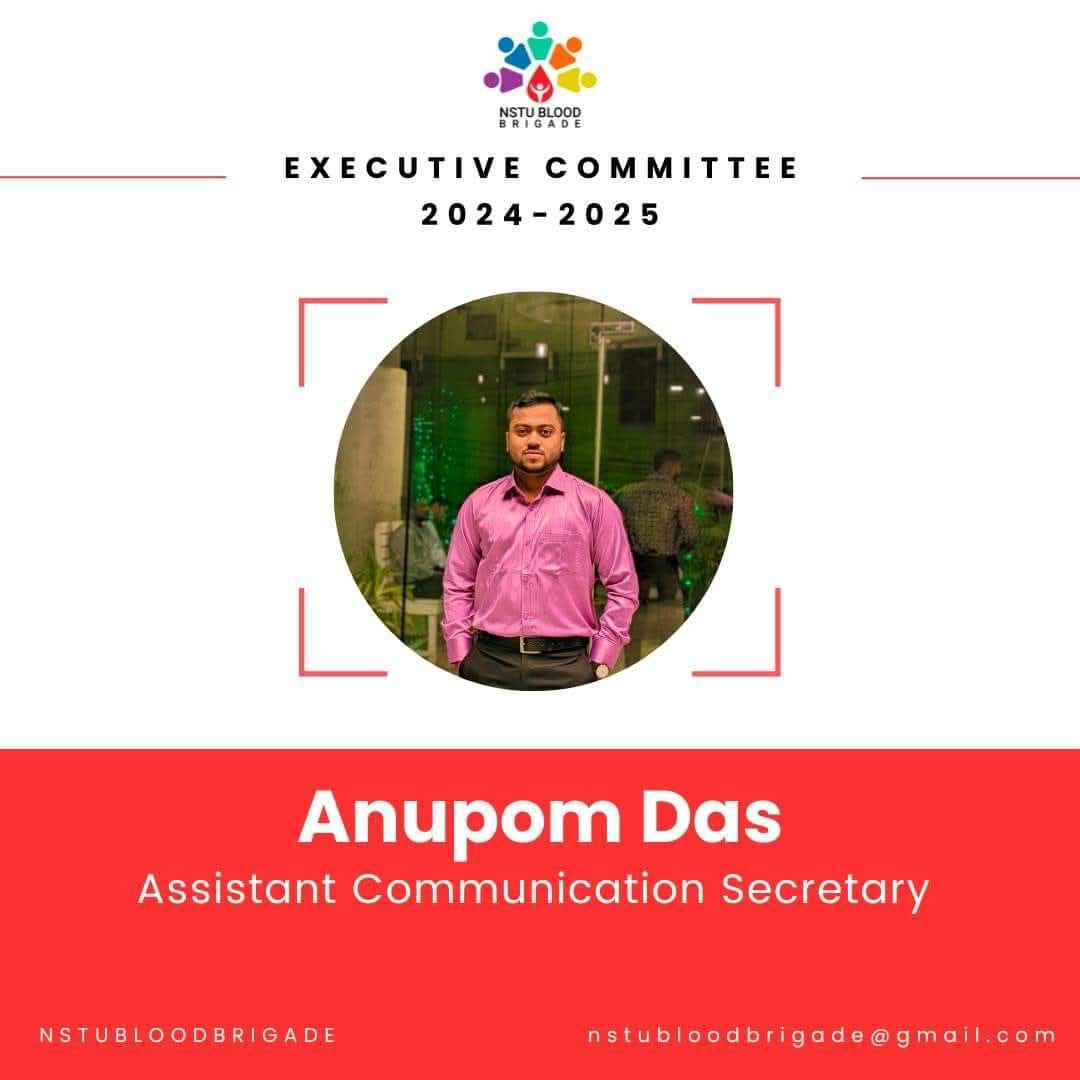 NSTU BLOOD
BRIGADE
EXECUTIVE COMMITTEE
2024-2025
Anupom Das
Assistant Communication Secretary
NSTUBLOODBRIGADE
nstubloodbrigade@gmail.com